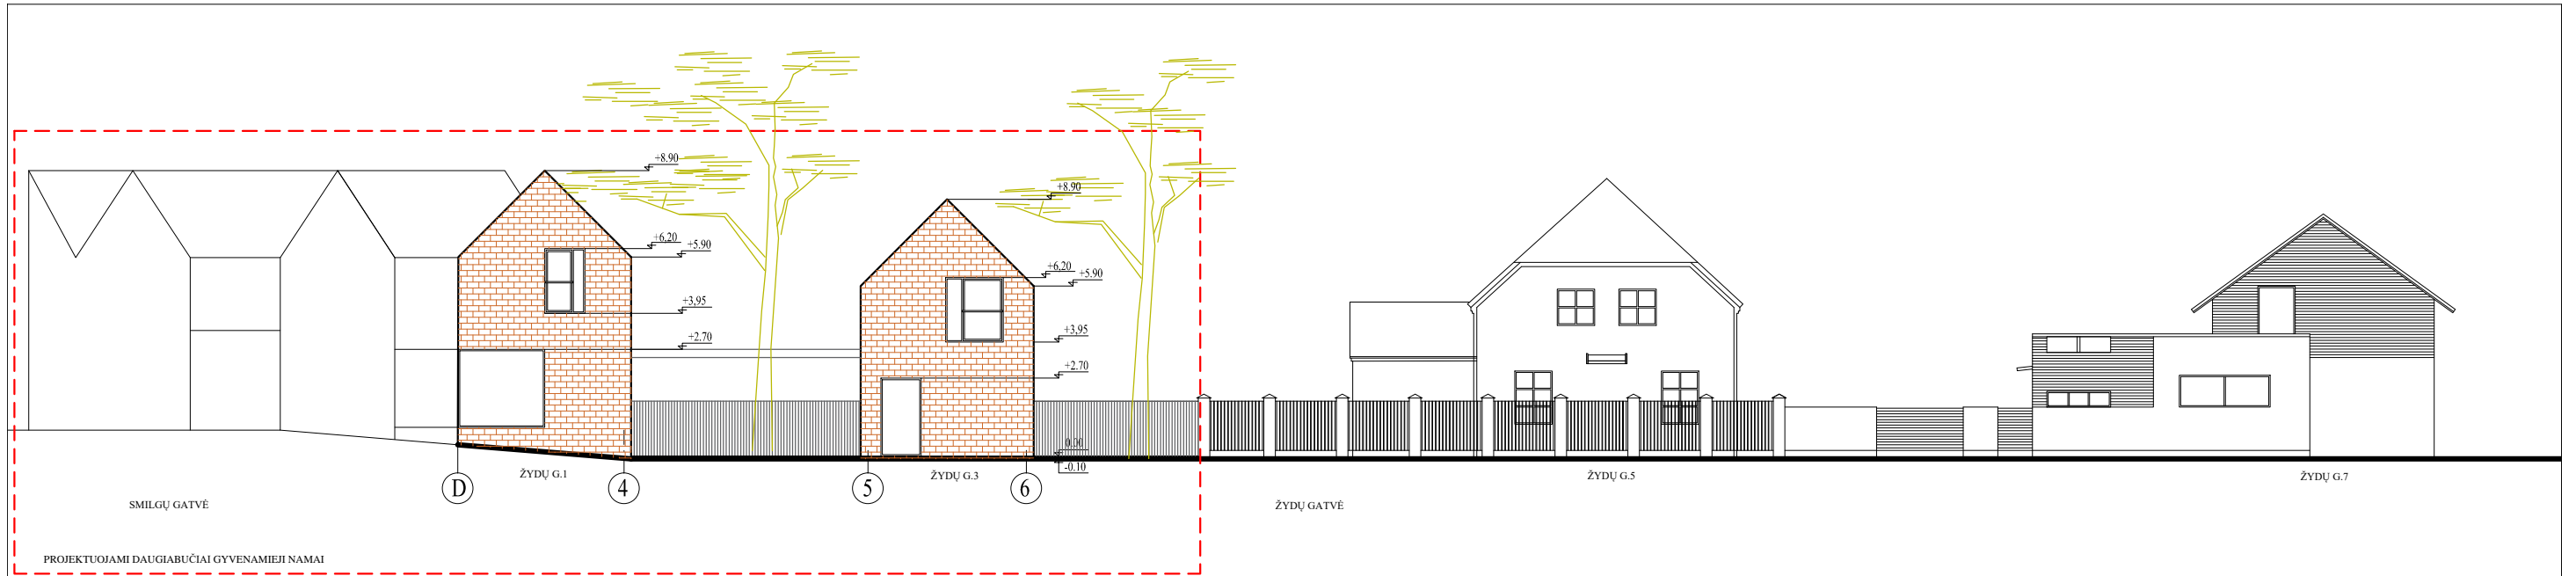 +8.90
+6,20
+5.90
+3,95
+2.70
+8.90
+6,20
+5.90
+3,95
+2.70
0.00
-0.10
D
4
5
6
ŽYDŲ G.1
ŽYDŲ G.3
ŽYDŲ G.5
ŽYDŲ G.7
SMILGŲ GATVĖ
ŽYDŲ GATVĖ
PROJEKTUOJAMI DAUGIABUČIAI GYVENAMIEJI NAMAI